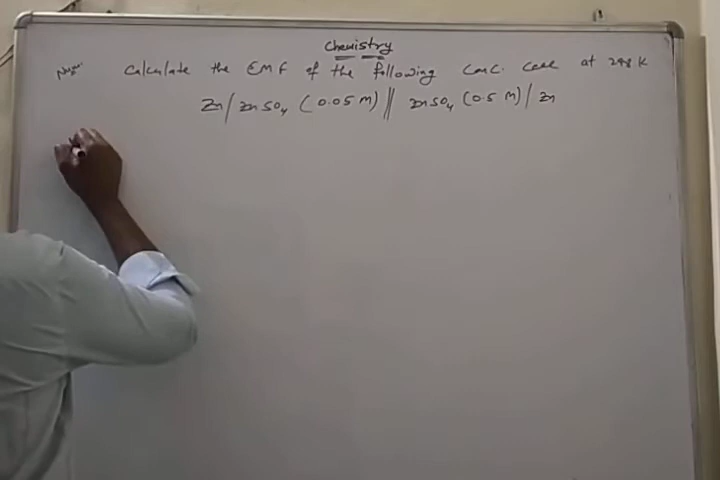 Chemistry
Calculate the EMF of the following conc. cell at 298 K
Zn / ZnSO4 (0.05 M) || ZnSO4 (0.5 M) / Zn